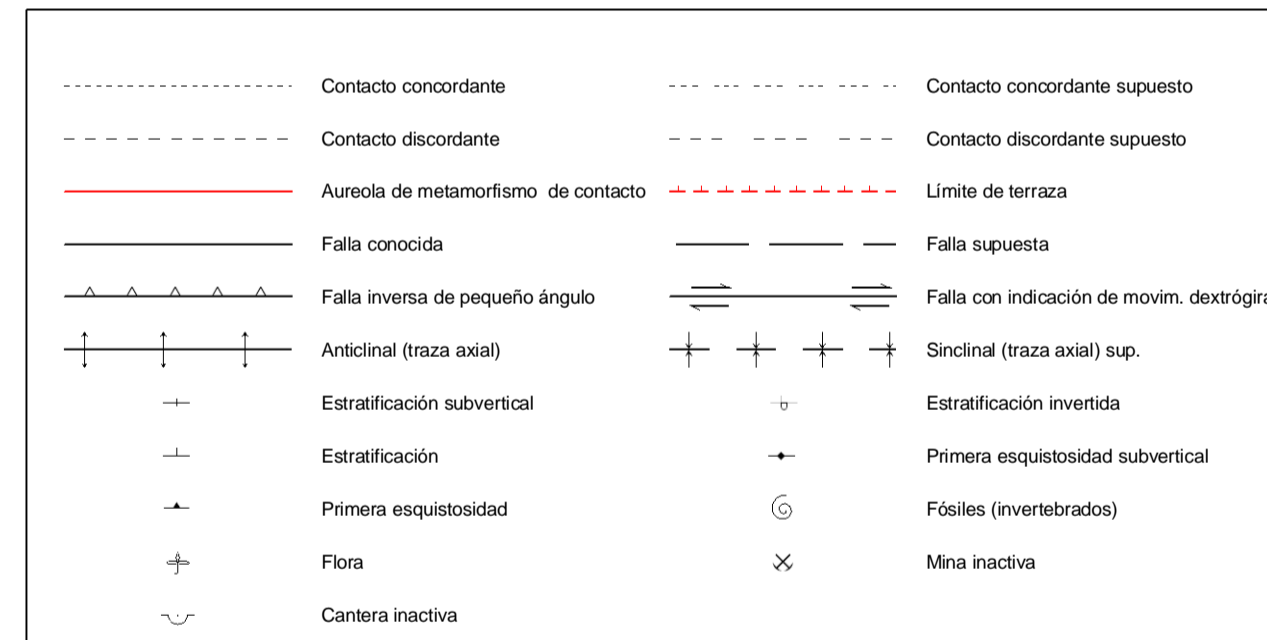 Contacto concordante
Contacto concordante supuesto
Contacto discordante
Contacto discordante supuesto
Aureola de metamorfismo de contacto
Límite de terraza
Falla conocida
Falla supuesta
Falla inversa de pequeño ángulo
Falla con indicación de movim. dextrógira
Anticlinal (traza axial)
Sinclinal (traza axial) sup.
Estratificación subvertical
Estratificación invertida
Estratificación
Primera esquistosidad subvertical
Primera esquistosidad
Fósiles (invertebrados)
Flora
Mina inactiva
Cantera inactiva